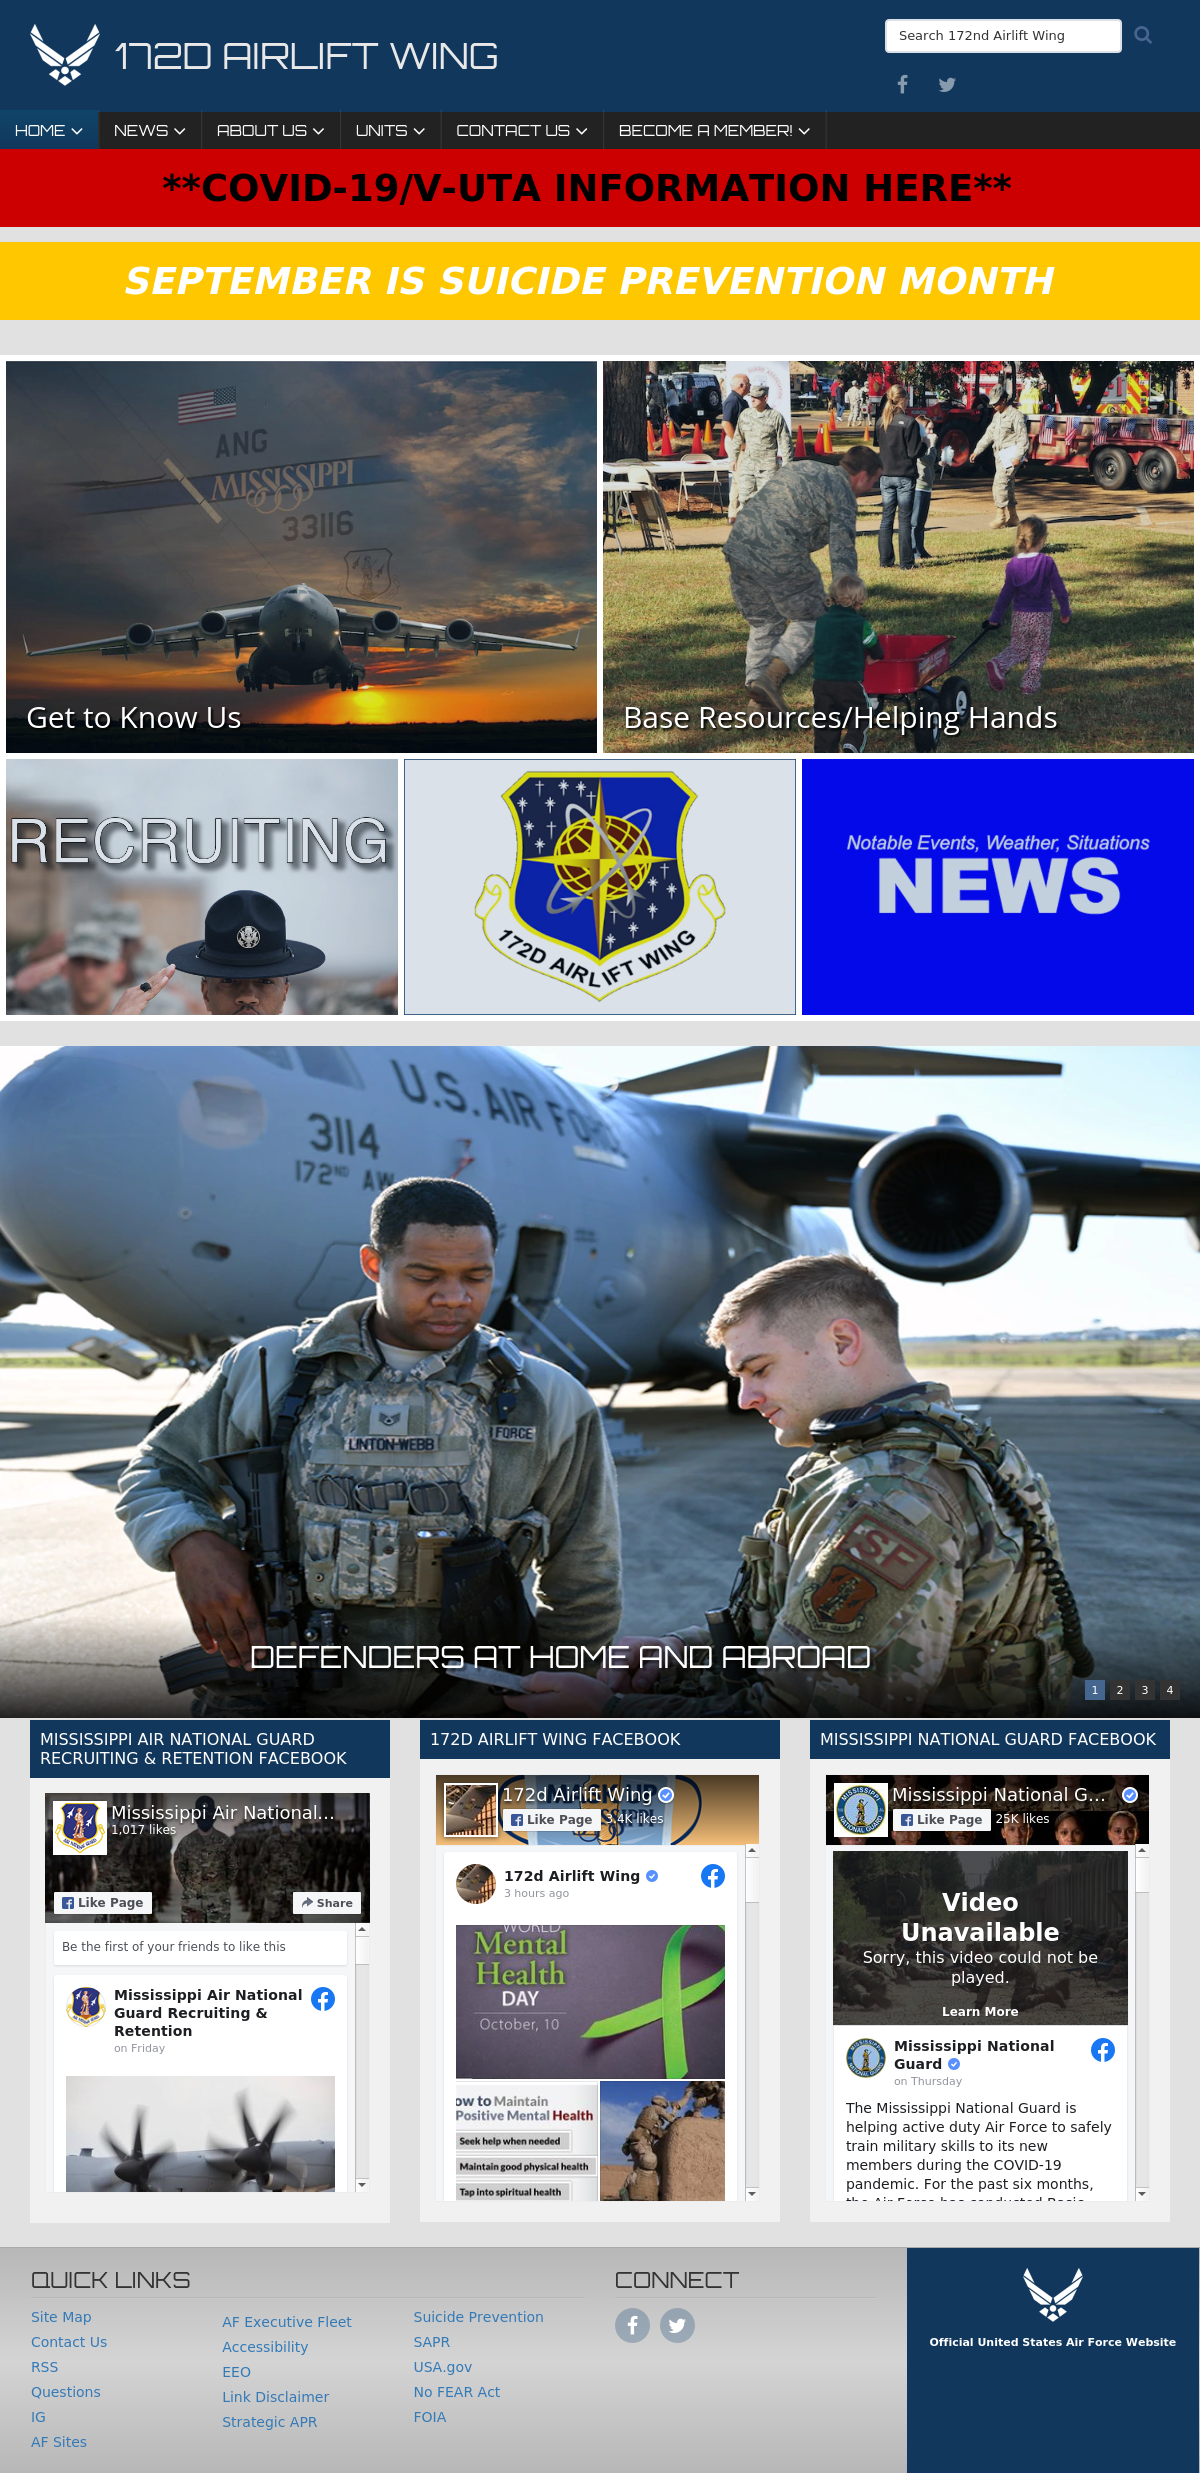 172D AIRLIFT WING
Search 172nd Airlift Wing
HOME
NEWS
ABOUT US
UNITS
CONTACT US
BECOME A MEMBER!
**COVID-19/V-UTA INFORMATION HERE**
SEPTEMBER IS SUICIDE PREVENTION MONTH
ANG
MISSISSIPPI
33116
Get to Know Us
Base Resources/Helping Hands
RECRUITING
172D AIRLIFT WING
Notable Events, Weather, Situations
NEWS
U.S. AIR FORC
3114
172ND AW
LINTON-WEBB
FORCE
SF
DEFENDERS AT HOME AND ABROAD
1 2 3 4
MISSISSIPPI AIR NATIONAL GUARD
RECRUITING & RETENTION FACEBOOK
Mississippi Air National...
1,017 likes
Like Page
Share
Be the first of your friends to like this
Mississippi Air National
Guard Recruiting &
Retention
on Friday
172D AIRLIFT WING FACEBOOK
172d Airlift Wing
Like Page
3.4K likes
172d Airlift Wing
3 hours ago
WORLD
Mental
Health
DAY
October, 10
ow to Maintain
Positive Mental Health
Seek help when needed
Maintain good physical health
Tap into spiritual health
MISSISSIPPI NATIONAL GUARD FACEBOOK
Mississippi National G...
Like Page
25K likes
Video
Unavailable
Sorry, this video could not be
played.
Learn More
Mississippi National
Guard
on Thursday
The Mississippi National Guard is
helping active duty Air Force to safely
train military skills to its new
members during the COVID-19
pandemic. For the past six months,
the Air Force has conducted Basic
QUICK LINKS
Site Map
Contact Us
RSS
Questions
IG
AF Sites
AF Executive Fleet
Accessibility
EEO
Link Disclaimer
Strategic APR
Suicide Prevention
SAPR
USA.gov
No FEAR Act
FOIA
CONNECT
Official United States Air Force Website